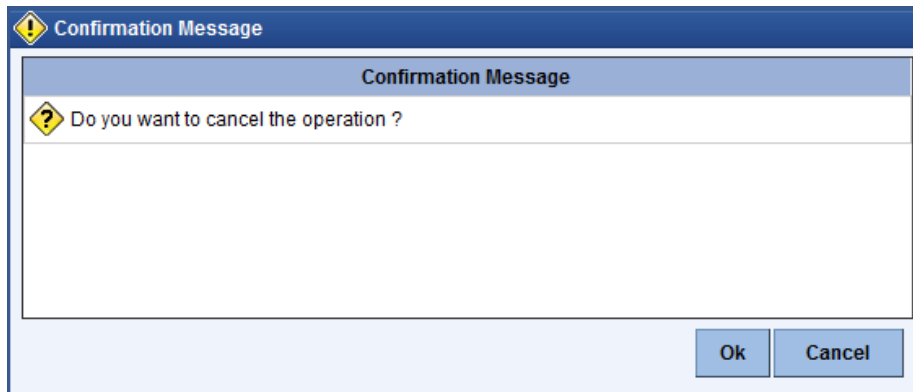 Confirmation Message
Confirmation Message
Do you want to cancel the operation ?
Ok Cancel